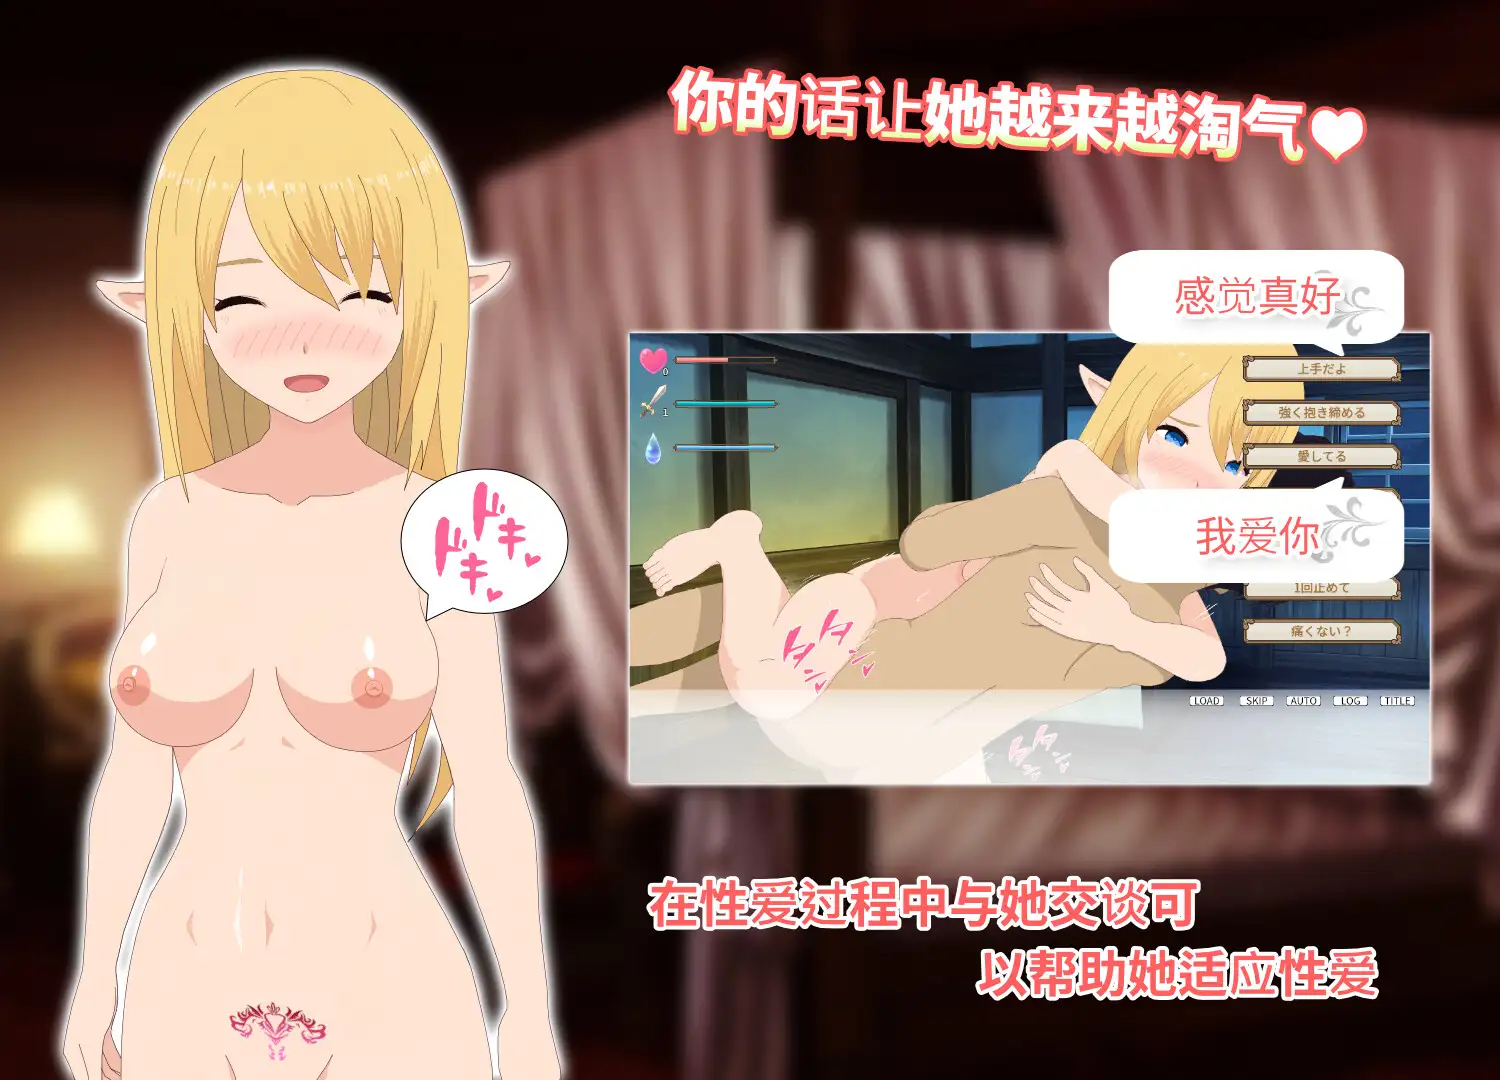 你的话让她越来越淘气♥
感觉真好
上手だよ
強く抱き締める
愛してる
我爱你
1回止めて
痛くない？
0
1
ドキ
ドキ♥
LOAD SKIP AUTO LOG TITLE
在性爱过程中与她交谈可
以帮助她适应性爱